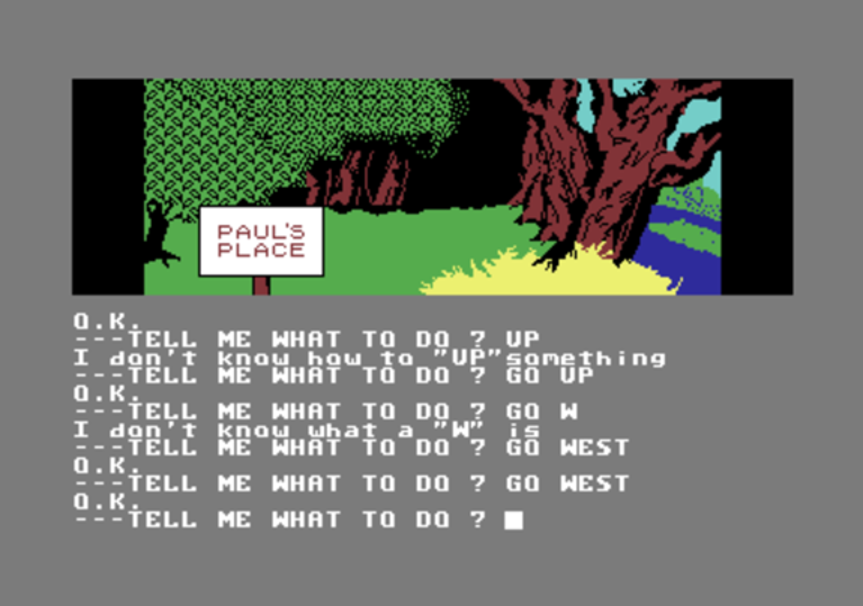 PAUL'S
PLACE
O.K.
---TELL ME WHAT TO DO ? UP
I don't know how to "UP"something
---TELL ME WHAT TO DO ? GO UP
O.K.
---TELL ME WHAT TO DO ? GO W
I don't know what a "W" is
---TELL ME WHAT TO DO ? GO WEST
O.K.
---TELL ME WHAT TO DO ? GO WEST
O.K.
---TELL ME WHAT TO DO ?